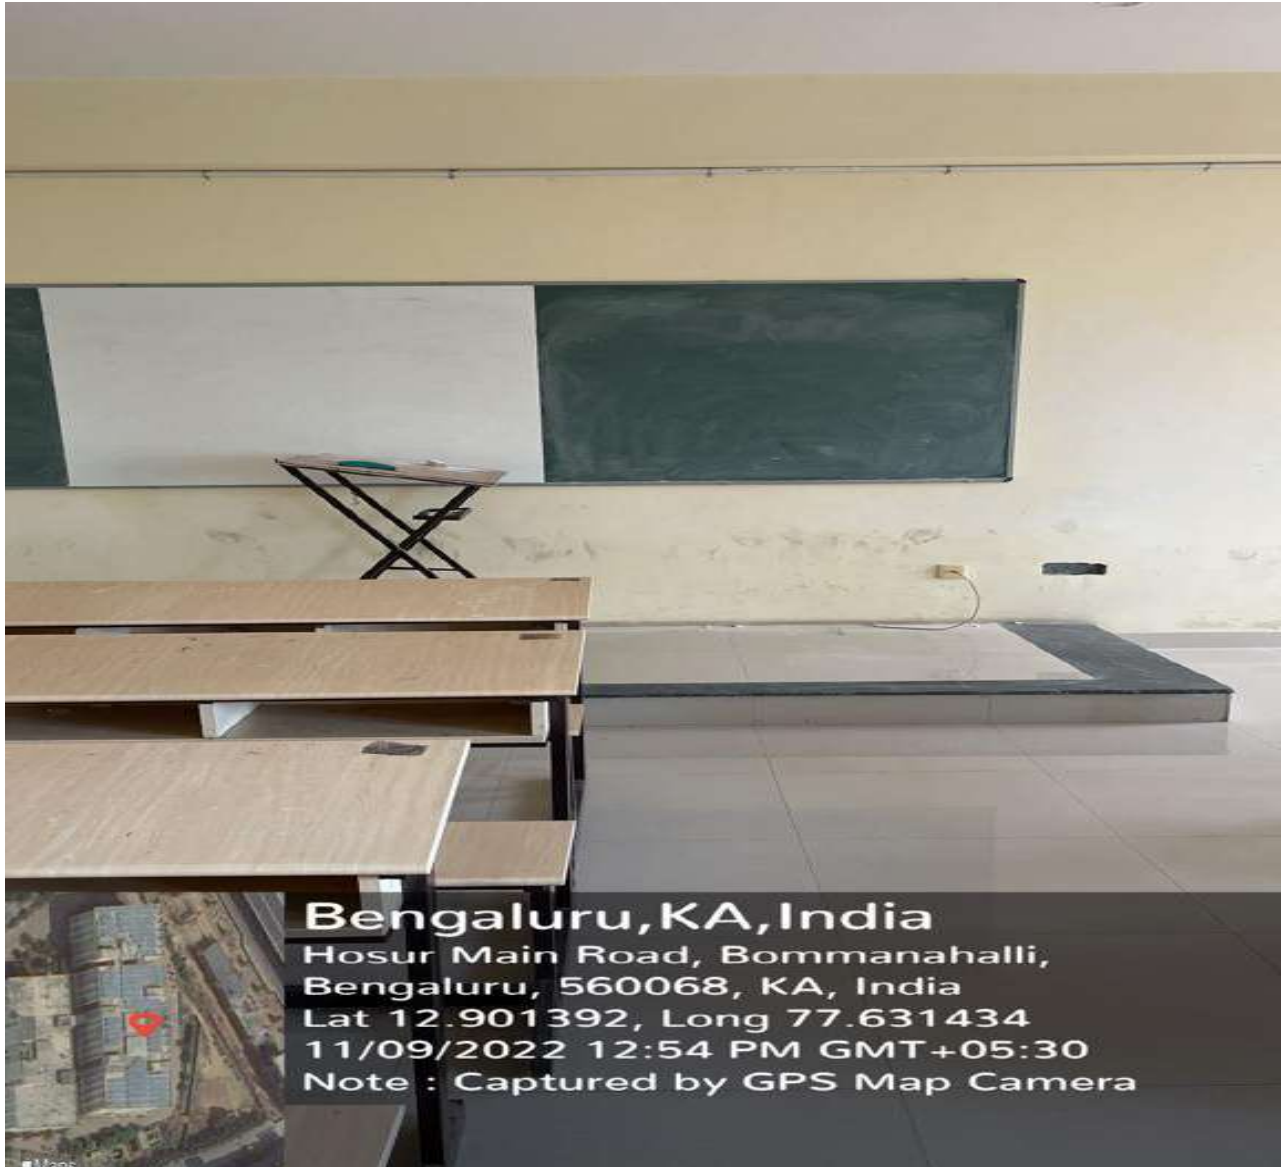 Bengaluru,KA,India
Hosur Main Road, Bommanahalli,
Bengaluru, 560068, KA, India
Lat 12.901392, Long 77.631434
11/09/2022 12:54 PM GMT+05:30
Note : Captured by GPS Map Camera
Maps